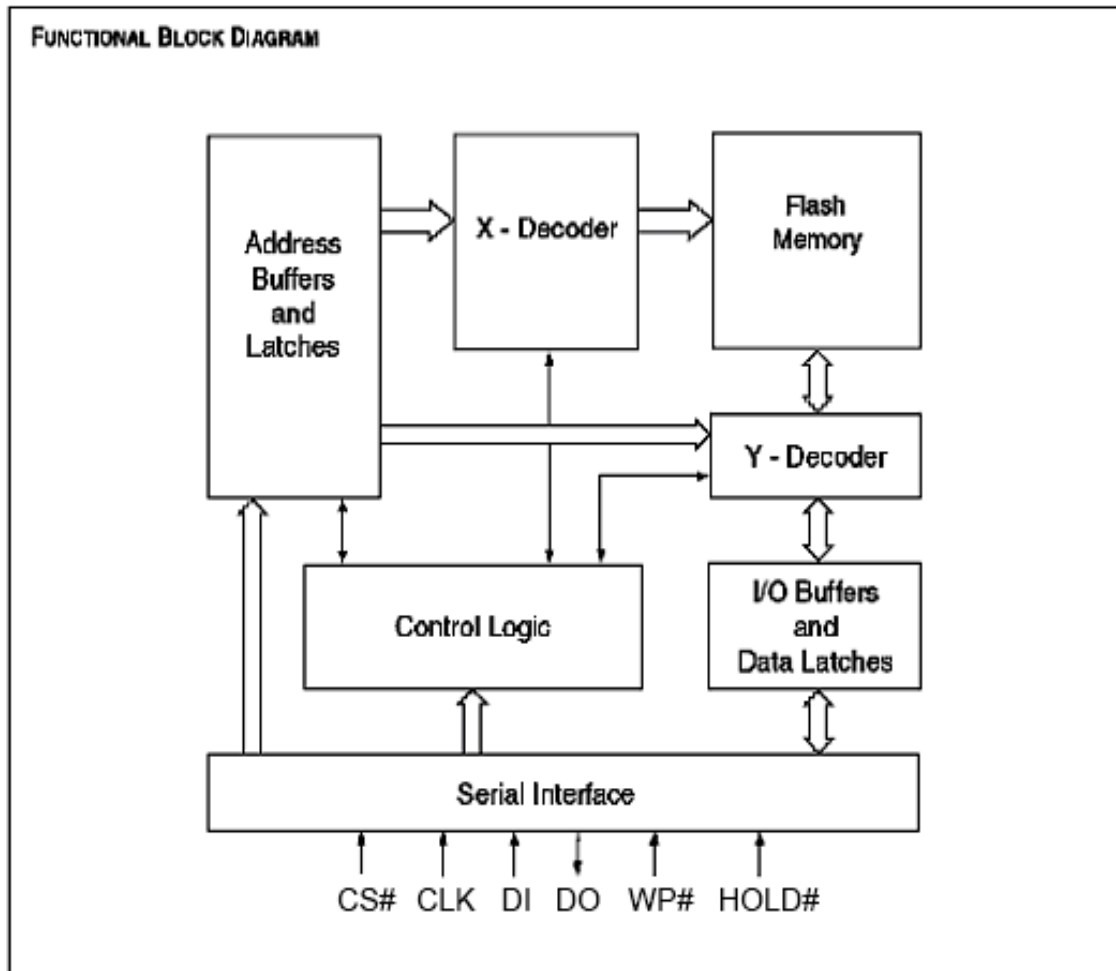 FUNCTIONAL BLOCK DIAGRAM
Address
Buffers
and
Latches
X - Decoder
Flash
Memory
Y - Decoder
Control Logic
I/O Buffers
and
Data Latches
Serial Interface
CS# CLK DI DO WP# HOLD#